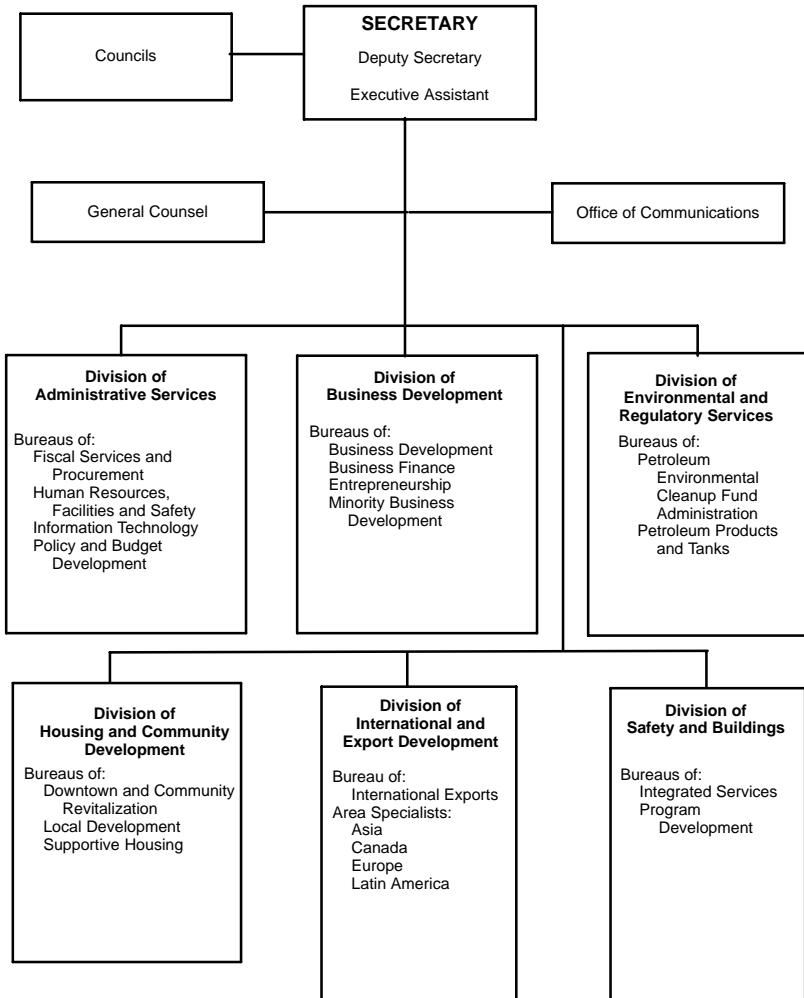 SECRETARY
Deputy Secretary
Executive Assistant
Councils
General Counsel
Office of Communications
Division of
Administrative Services
Bureaus of:
Fiscal Services and
Procurement
Human Resources,
Facilities and Safety
Information Technology
Policy and Budget
Development
Division of
Business Development
Bureaus of:
Business Development
Business Finance
Entrepreneurship
Minority Business
Development
Division of
Environmental and
Regulatory Services
Bureaus of:
Petroleum
Environmental
Cleanup Fund
Administration
Petroleum Products
and Tanks
Division of
Housing and Community
Development
Bureaus of:
Downtown and Community
Revitalization
Local Development
Supportive Housing
Division of
International and
Export Development
Bureau of:
International Exports
Area Specialists:
Asia
Canada
Europe
Latin America
Division of
Safety and Buildings
Bureaus of:
Integrated Services
Program
Development